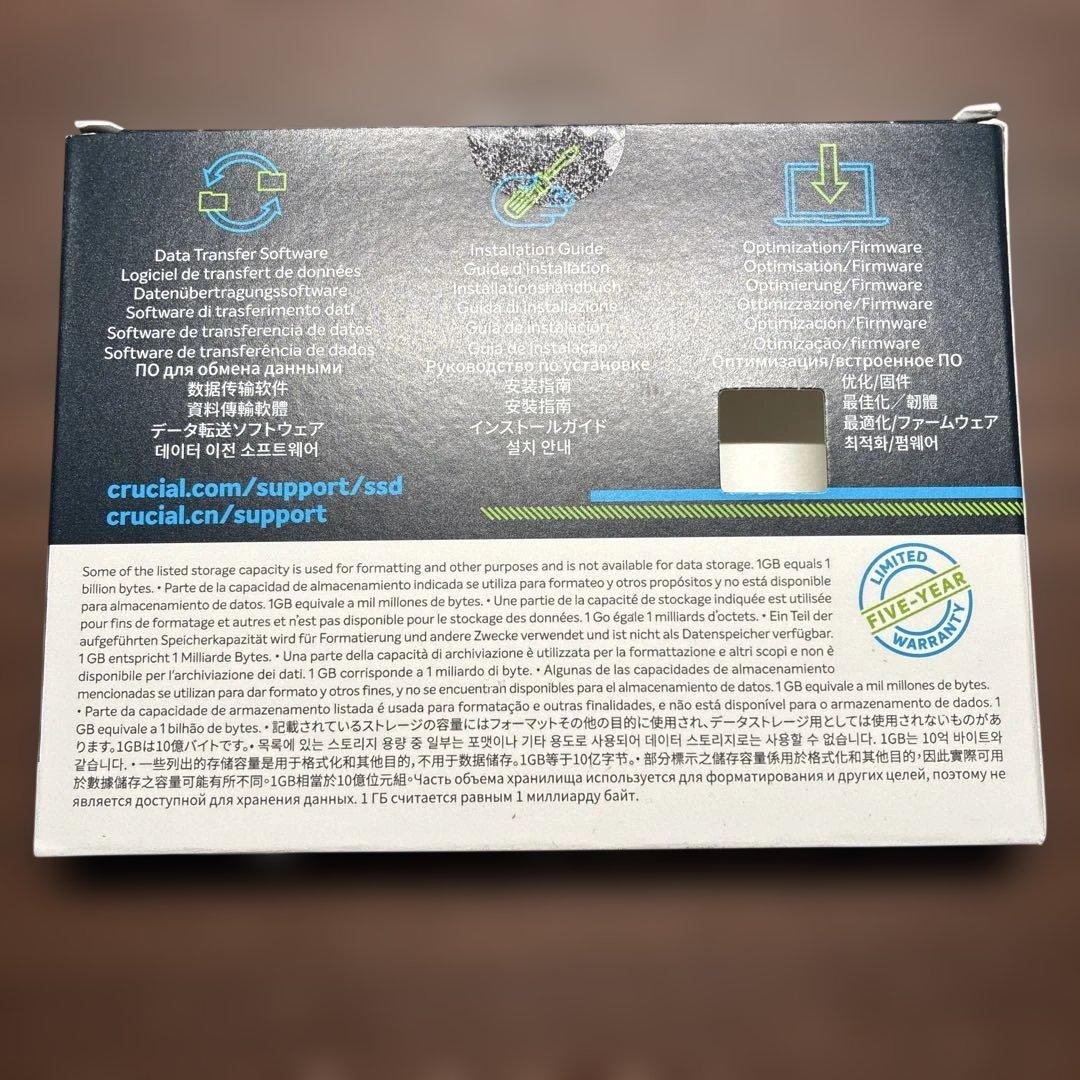 Data Transfer Software
Logiciel de transfert de données
Datenübertragungssoftware
Software di trasferimento dati
Software de transferencia de datos
Software de transferência de dados
ПО для обмена данными
数据传输软件
資料傳輸軟體
データ転送ソフトウェア
데이터 이전 소프트웨어
Installation Guide
Guide d'installation
Installationshandbuch
Guida di installazione
Guía de instalación
Guia de instalação
Руководство по установке
安装指南
安裝指南
インストールガイド
설치 안내
Optimization/Firmware
Optimisation/Firmware
Optimierung/Firmware
Ottimizzazione/Firmware
Optimización/Firmware
Otimização/firmware
Оптимизация/встроенное ПО
优化/固件
最佳化／韌體
最適化/ファームウェア
최적화/펌웨어
crucial.com/support/ssd
crucial.cn/support
LIMITED
FIVE-YEAR
WARRANTY
Some of the listed storage capacity is used for formatting and other purposes and is not available for data storage. 1GB equals 1
billion bytes. • Parte de la capacidad de almacenamiento indicada se utiliza para formateo y otros propósitos y no está disponible
para almacenamiento de datos. 1GB equivale a mil millones de bytes. • Une partie de la capacité de stockage indiquée est utilisée
pour fins de formatage et autres et n'est pas disponible pour le stockage des données. 1 Go égale 1 milliards d'octets. • Ein Teil der
aufgeführten Speicherkapazität wird für Formatierung und andere Zwecke verwendet und ist nicht als Datenspeicher verfügbar.
1 GB entspricht 1 Milliarde Bytes. • Una parte della capacità di archiviazione è utilizzata per la formattazione e altri scopi e non è
disponibile per l'archiviazione dei dati. 1 GB corrisponde a 1 miliardo di byte. • Algunas de las capacidades de almacenamiento
mencionadas se utilizan para dar formato y otros fines, y no se encuentran disponibles para el almacenamiento de datos. 1 GB equivale a mil millones de bytes.
• Parte da capacidade de armazenamento listada é usada para formatação e outras finalidades, e não está disponível para o armazenamento de dados. 1
GB equivale a 1 bilhão de bytes. • 記載されているストレージの容量にはフォーマットその他の目的に使用され、データストレージ用としては使用されないものがあ
ります。1GBは10億バイトです。• 목록에 있는 스토리지 용량 중 일부는 포맷이나 기타 용도로 사용되어 데이터 스토리지로는 사용할 수 없습니다. 1GB는 10억 바이트와
같습니다. • 一些列出的存储容量是用于格式化和其他目的，不用于数据储存。1GB等于10亿字节。• 部分標示之儲存容量係用於格式化和其他目的，因此實際可用
於數據儲存之容量可能有所不同。1GB相當於10億位元組。•Часть объема хранилища используется для форматирования и других целей, поэтому не
является доступной для хранения данных. 1 ГБ считается равным 1 миллиарду байт.